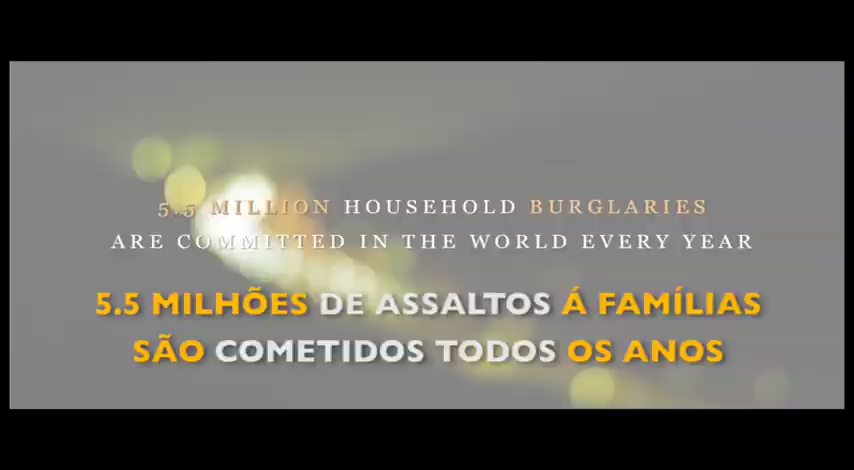 5.5 MILLION HOUSEHOLD BURGLARIES
ARE COMMITTED IN THE WORLD EVERY YEAR
5.5 MILHÕES DE ASSALTOS Á FAMÍLIAS
SÃO COMETIDOS TODOS OS ANOS